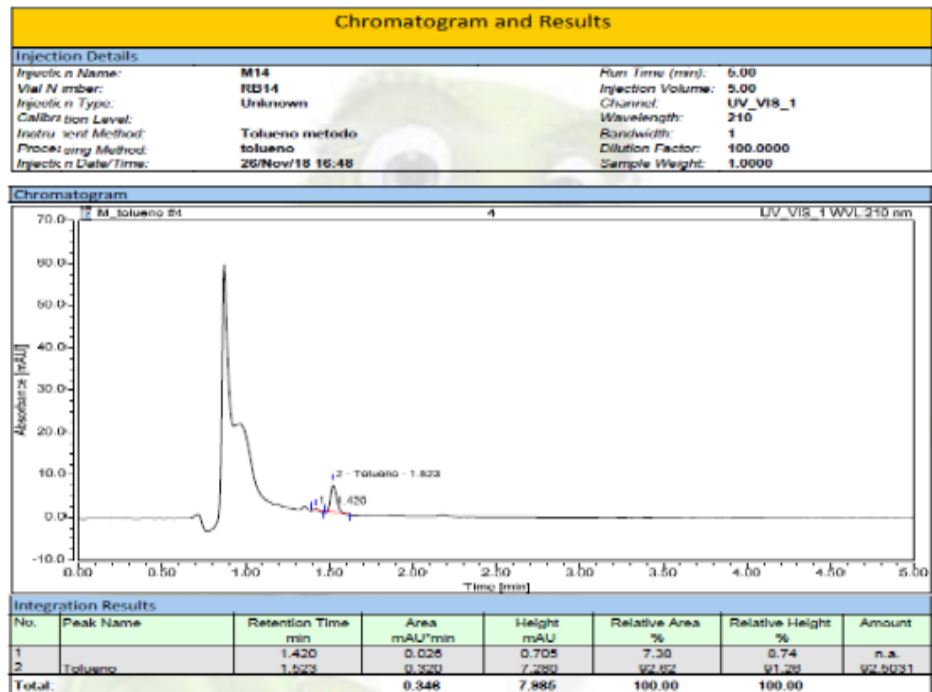 Chromatogram and Results
Injection Details
Injection Name: M14 Run Time (min): 5.00
Vial Number: RB14 Injection Volume: 5.00
Injection Type: Unknown Channel: UV_VIS_1
Calibration Level: Wavelength: 210
Instrument Method: Tolueno metodo Bandwidth: 1
Processing Method: tolueno Dilution Factor: 100.0000
Injection Date/Time: 26/Nov/18 16:48 Sample Weight: 1.0000
Chromatogram
M_tolueno #4 4 UV_VIS_1 WVL:210 nm
70.0
60.0
50.0
40.0
30.0
20.0
10.0
0.0
-10.0
Absorbance [mAU]
2 - Tolueno - 1.523
1.420
0.00 0.50 1.00 1.50 2.00 2.50 3.00 3.50 4.00 4.50 5.00
Time [min]
Integration Results
No. Peak Name Retention Time Area Height Relative Area Relative Height Amount
min mAU*min mAU % %
1 1.420 0.026 0.705 7.38 8.74 n.a.
2 Tolueno 1.523 0.320 7.280 92.62 91.26 92.5031
Total: 0.346 7.985 100.00 100.00